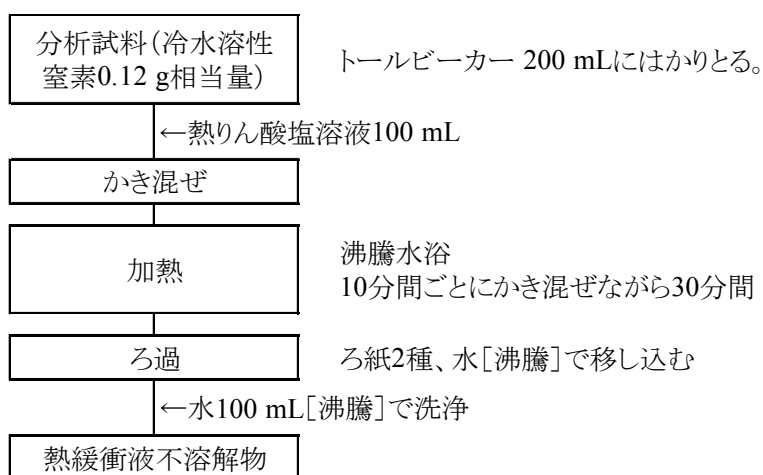 分析試料（冷水溶性
窒素0.12 g相当量）
トールビーカー 200 mLにはかりとる。
←熱りん酸塩溶液100 mL
かき混ぜ
加熱
沸騰水浴
10分間ごとにかき混ぜながら30分間
ろ過
ろ紙2種、水［沸騰］で移し込む
←水100 mL［沸騰］で洗浄
熱緩衝液不溶解物